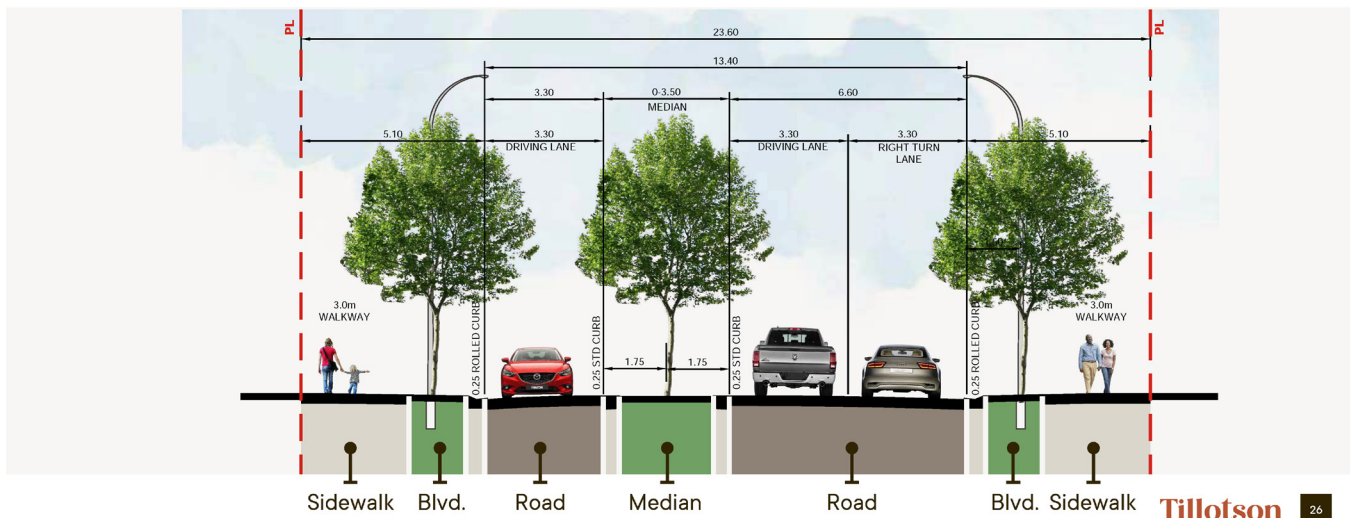 PL
PL
23.60
13.40
3.30
0-3.50
MEDIAN
6.60
5.10
3.30
DRIVING LANE
3.30
DRIVING LANE
3.30
RIGHT TURN
LANE
5.10
3.0m
WALKWAY
0.25 ROLLED CURB
0.25 STD CURB
1.75
1.75
0.25 STD CURB
0.25 ROLLED CURB
3.0m
WALKWAY
Sidewalk
Blvd.
Road
Median
Road
Blvd.
Sidewalk
Tillotson
26